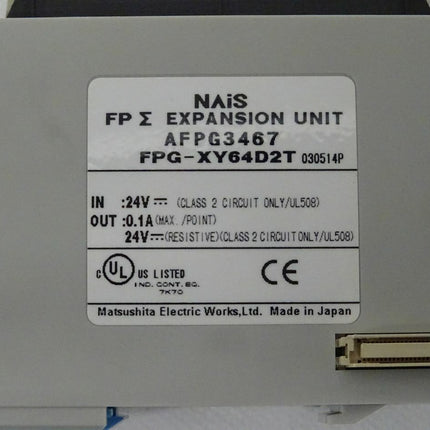 NAiS
FP Σ EXPANSION UNIT
AFPG3467
FPG-XY64D2T 030514P
IN :24V⎓ (CLASS 2 CIRCUIT ONLY/UL508)
OUT :0.1A(MAX./POINT)
24V⎓(RESISTIVE)(CLASS 2 CIRCUIT ONLY/UL508)
C UL US LISTED CE
IND. CONT. EQ.
7K70
Matsushita Electric Works,Ltd. Made in Japan